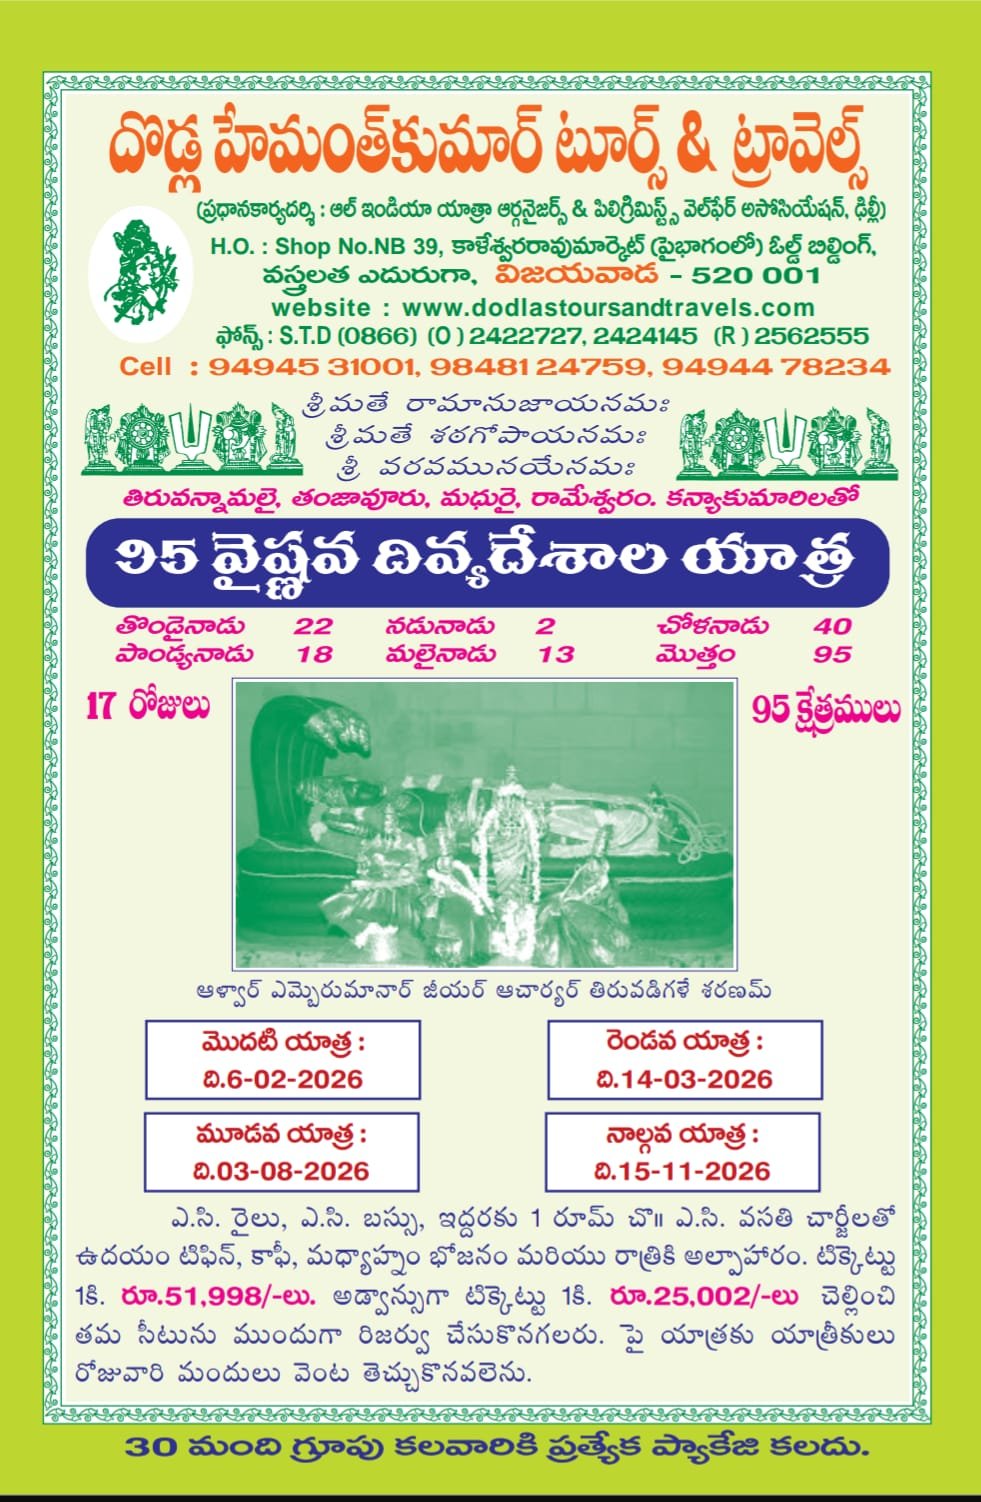 దొడ్ల హేమంత్‌కుమార్ టూర్స్ & ట్రావెల్స్
(ప్రధానకార్యదర్శి : ఆల్ ఇండియా యాత్రా ఆర్గనైజర్స్ & పిలిగ్రిమిస్ట్స్ వెల్‌ఫేర్ అసోసియేషన్, ఢిల్లీ)
H.O. : Shop No.NB 39, కాళేశ్వరరావుమార్కెట్ (పైభాగంలో) ఓల్డ్ బిల్డింగ్,
వస్త్రలత ఎదురుగా, విజయవాడ - 520 001
website : www.dodlastoursandtravels.com
ఫోన్స్ : S.T.D (0866) (O) 2422727, 2424145 (R) 2562555
Cell : 94945 31001, 98481 24759, 94944 78234
శ్రీమతే రామానుజాయనమః
శ్రీమతే శఠగోపాయనమః
శ్రీ వరవమునయేనమః
తిరువన్నామలై, తంజావూరు, మధురై, రామేశ్వరం. కన్యాకుమారిలతో
95 వైష్ణవ దివ్యదేశాల యాత్ర
తొండైనాడు 22 నడునాడు 2 చోళనాడు 40
పాండ్యనాడు 18 మలైనాడు 13 మొత్తం 95
17 రోజులు 95 క్షేత్రములు
ఆళ్వార్ ఎమ్బెరుమానార్ జీయర్ ఆచార్యర్ తిరువడిగళే శరణమ్
మొదటి యాత్ర : రెండవ యాత్ర :
ది.6-02-2026 ది.14-03-2026
మూడవ యాత్ర : నాల్గవ యాత్ర :
ది.03-08-2026 ది.15-11-2026
ఎ.సి. రైలు, ఎ.సి. బస్సు, ఇద్దరకు 1 రూమ్ చొ॥ ఎ.సి. వసతి చార్జీలతో
ఉదయం టిఫిన్, కాఫీ, మధ్యాహ్నం భోజనం మరియు రాత్రికి అల్పాహారం. టిక్కెట్టు
1కి. రూ.51,998/-లు. అడ్వాన్సుగా టిక్కెట్టు 1కి. రూ.25,002/-లు చెల్లించి
తమ సీటును ముందుగా రిజర్వు చేసుకొనగలరు. పై యాత్రకు యాత్రీకులు
రోజువారి మందులు వెంట తెచ్చుకొనవలెను.
30 మంది గ్రూపు కలవారికి ప్రత్యేక ప్యాకేజి కలదు.